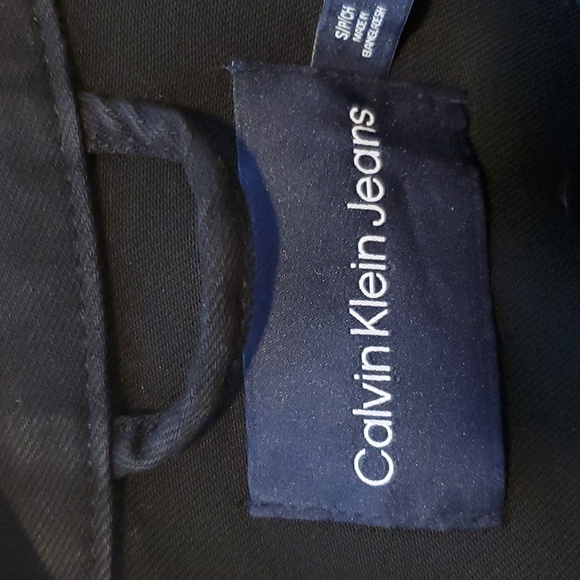 Calvin Klein Jeans
S/P/CH
MADE IN
BANGLADESH